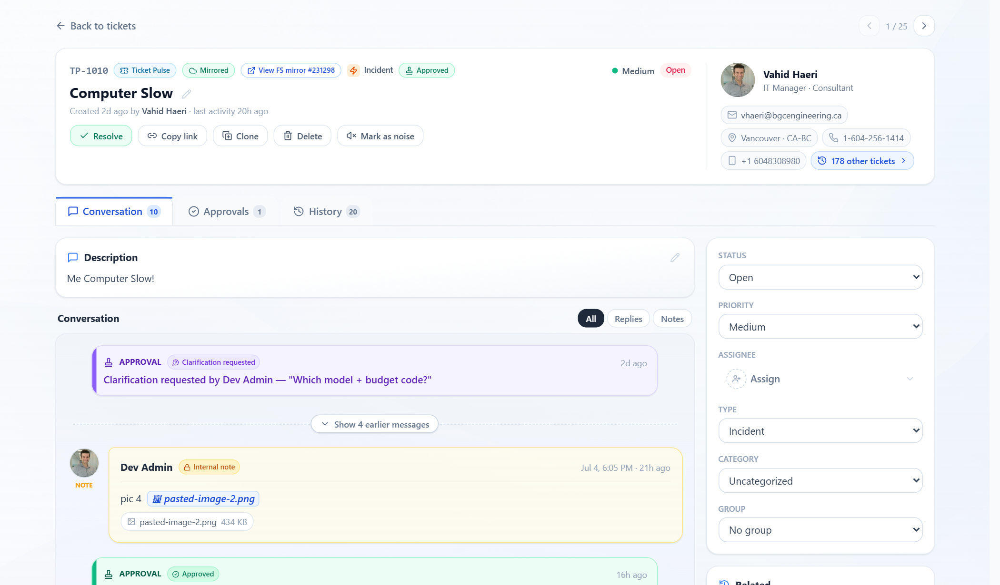 Back to tickets
1 / 25
TP-1010 Ticket Pulse Mirrored View FS mirror #231298 Incident Approved
Medium Open
Computer Slow
Created 2d ago by Vahid Haeri · last activity 20h ago
Resolve Copy link Clone Delete Mark as noise
Vahid Haeri
IT Manager · Consultant
vhaeri@bgcengineering.ca
Vancouver · CA-BC 1-604-256-1414
+1 6048308980 178 other tickets
Conversation 10 Approvals 1 History 20
Description
Me Computer Slow!
Conversation
All Replies Notes
APPROVAL Clarification requested 2d ago
Clarification requested by Dev Admin — "Which model + budget code?"
Show 4 earlier messages
NOTE
Dev Admin Internal note Jul 4, 6:05 PM · 21h ago
pic 4 pasted-image-2.png
pasted-image-2.png 434 KB
APPROVAL Approved 16h ago
STATUS
Open
PRIORITY
Medium
ASSIGNEE
Assign
TYPE
Incident
CATEGORY
Uncategorized
GROUP
No group
Related